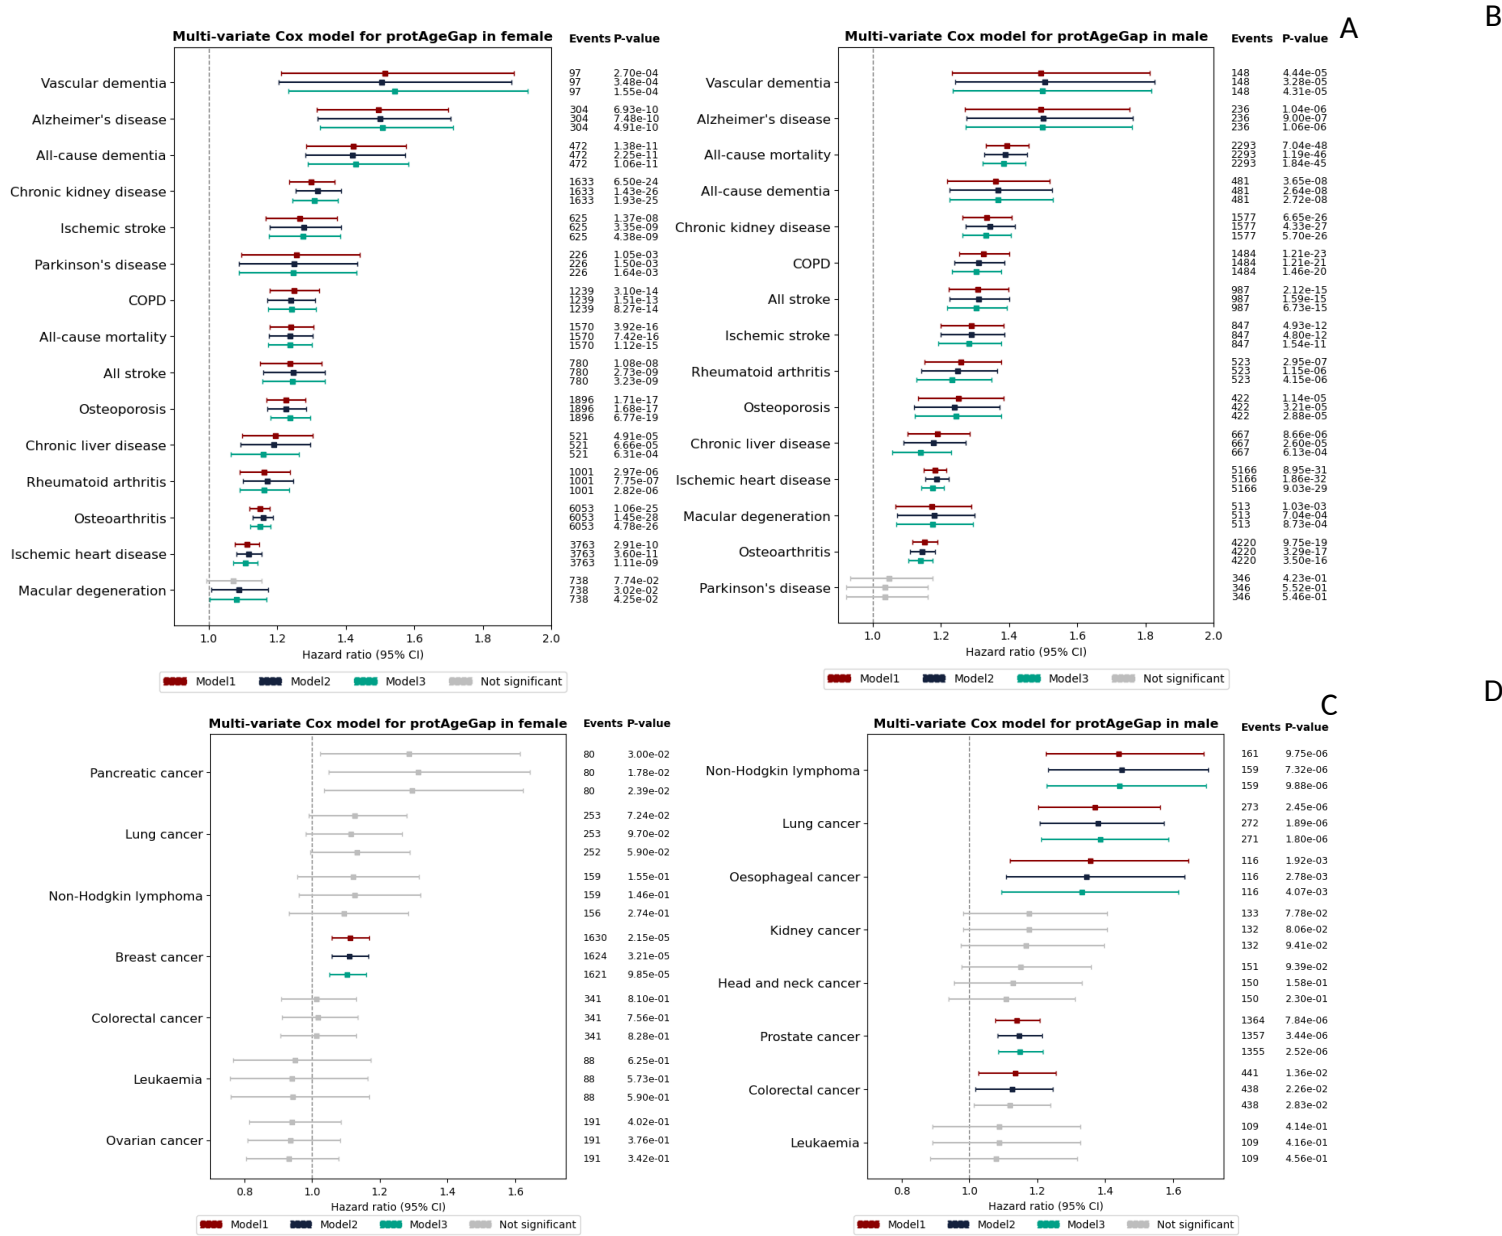 A
B
Multi-variate Cox model for protAgeGap in female
Events P-value
Vascular dementia
97 2.70e-04
97 3.48e-04
97 1.55e-04
Alzheimer's disease
304 6.93e-10
304 7.48e-10
304 4.91e-10
All-cause dementia
472 1.38e-11
472 2.25e-11
472 1.06e-11
Chronic kidney disease
1633 6.50e-24
1633 1.43e-26
1633 1.93e-25
Ischemic stroke
625 1.37e-08
625 3.35e-09
625 4.38e-09
Parkinson's disease
226 1.05e-03
226 1.50e-03
226 1.64e-03
COPD
1239 3.10e-14
1239 1.51e-13
1239 8.27e-14
All-cause mortality
1570 3.92e-16
1570 7.42e-16
1570 1.12e-15
All stroke
780 1.08e-08
780 2.73e-09
780 3.23e-09
Osteoporosis
1896 1.71e-17
1896 1.68e-17
1896 6.77e-19
Chronic liver disease
521 4.91e-05
521 6.66e-05
521 6.31e-04
Rheumatoid arthritis
1001 2.97e-06
1001 7.75e-07
1001 2.82e-06
Osteoarthritis
6053 1.06e-25
6053 1.45e-28
6053 4.78e-26
Ischemic heart disease
3763 2.91e-10
3763 3.60e-11
3763 1.11e-09
Macular degeneration
738 7.74e-02
738 3.02e-02
738 4.25e-02
1.0 1.2 1.4 1.6 1.8 2.0
Hazard ratio (95% CI)
Model1 Model2 Model3 Not significant
Multi-variate Cox model for protAgeGap in male
Events P-value
Vascular dementia
148 4.44e-05
148 3.28e-05
148 4.31e-05
Alzheimer's disease
236 1.04e-06
236 9.00e-07
236 1.06e-06
All-cause mortality
2293 7.04e-48
2293 1.19e-46
2293 1.84e-45
All-cause dementia
481 3.65e-08
481 2.64e-08
481 2.72e-08
Chronic kidney disease
1577 6.65e-26
1577 4.33e-27
1577 5.70e-26
COPD
1484 1.21e-23
1484 1.21e-21
1484 1.46e-20
All stroke
987 2.12e-15
987 1.59e-15
987 6.73e-15
Ischemic stroke
847 4.93e-12
847 4.80e-12
847 1.54e-11
Rheumatoid arthritis
523 2.95e-07
523 1.15e-06
523 4.15e-06
Osteoporosis
422 1.14e-05
422 3.21e-05
422 2.88e-05
Chronic liver disease
667 8.66e-06
667 2.60e-05
667 6.13e-04
Ischemic heart disease
5166 8.95e-31
5166 1.86e-32
5166 9.03e-29
Macular degeneration
513 1.03e-03
513 7.04e-04
513 8.73e-04
Osteoarthritis
4220 9.75e-19
4220 3.29e-17
4220 3.50e-16
Parkinson's disease
346 4.23e-01
346 5.52e-01
346 5.46e-01
1.0 1.2 1.4 1.6 1.8 2.0
Hazard ratio (95% CI)
Model1 Model2 Model3 Not significant
C
D
Multi-variate Cox model for protAgeGap in female
Events P-value
Pancreatic cancer
80 3.00e-02
80 1.78e-02
80 2.39e-02
Lung cancer
253 7.24e-02
253 9.70e-02
252 5.90e-02
Non-Hodgkin lymphoma
159 1.55e-01
159 1.46e-01
156 2.74e-01
Breast cancer
1630 2.15e-05
1624 3.21e-05
1621 9.85e-05
Colorectal cancer
341 8.10e-01
341 7.56e-01
341 8.28e-01
Leukaemia
88 6.25e-01
88 5.73e-01
88 5.90e-01
Ovarian cancer
191 4.02e-01
191 3.76e-01
191 3.42e-01
0.8 1.0 1.2 1.4 1.6
Hazard ratio (95% CI)
Model1 Model2 Model3 Not significant
Multi-variate Cox model for protAgeGap in male
Events P-value
Non-Hodgkin lymphoma
161 9.75e-06
159 7.32e-06
159 9.88e-06
Lung cancer
273 2.45e-06
272 1.89e-06
271 1.80e-06
Oesophageal cancer
116 1.92e-03
116 2.78e-03
116 4.07e-03
Kidney cancer
133 7.78e-02
132 8.06e-02
132 9.41e-02
Head and neck cancer
151 9.39e-02
150 1.58e-01
150 2.30e-01
Prostate cancer
1364 7.84e-06
1357 3.44e-06
1355 2.52e-06
Colorectal cancer
441 1.36e-02
438 2.26e-02
438 2.83e-02
Leukaemia
109 4.14e-01
109 4.16e-01
109 4.56e-01
0.8 1.0 1.2 1.4 1.6
Hazard ratio (95% CI)
Model1 Model2 Model3 Not significant